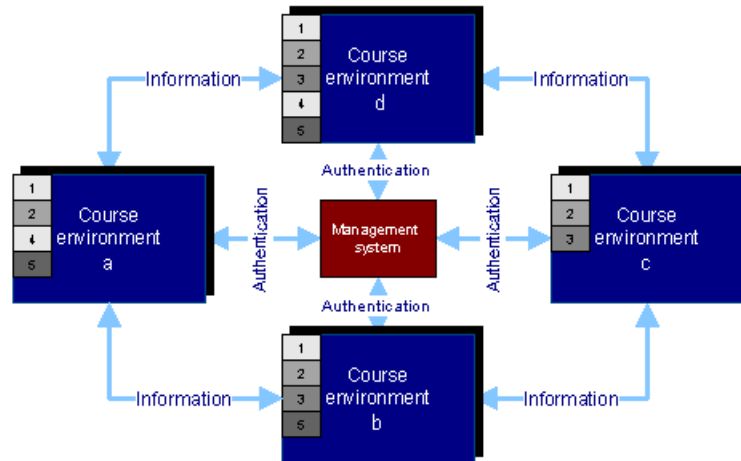 1
2
3
4
5
Course
environment
d
Information
Information
Authentication
1
2
4
5
Course
environment
a
Authentication
Management
system
Authentication
1
2
3
Course
environment
c
Authentication
1
2
3
5
Course
environment
b
Information
Information